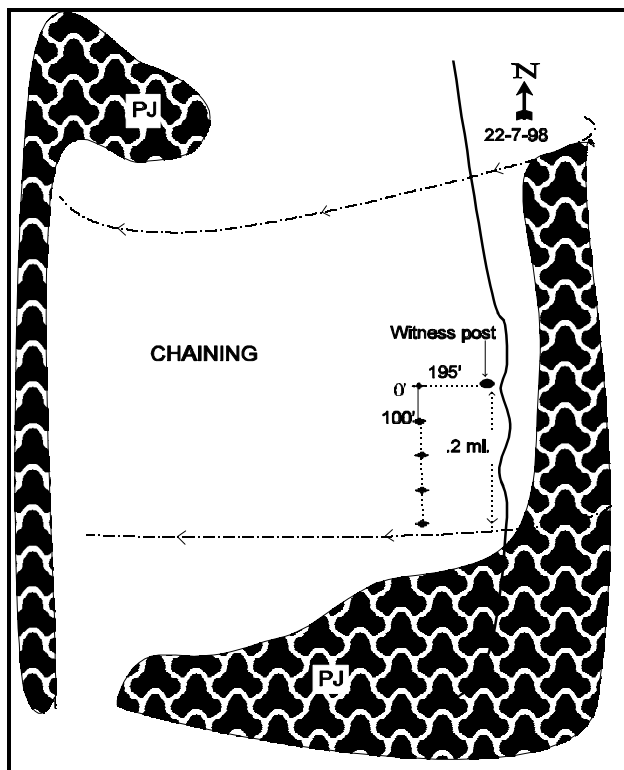 N
22-7-98
PJ
Witness post
CHAINING
195'
0'
100'
.2 mi.
PJ